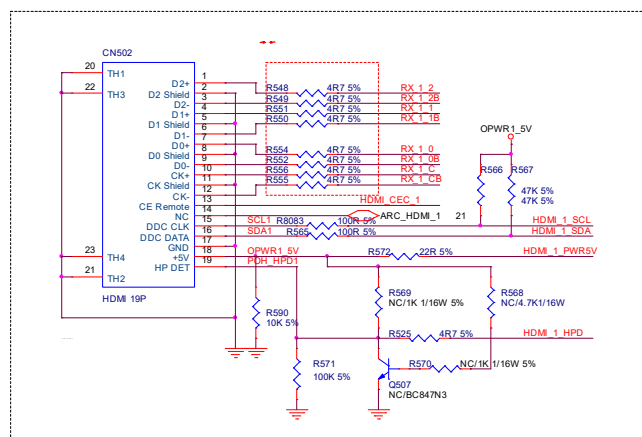 CN502
20 TH1
22 TH3
D2+ 1
D2 Shield 2
D2- 3
D1+ 4
D1 Shield 5
D1- 6
D0+ 7
D0 Shield 8
D0- 9
CK+ 10
CK Shield 11
CK- 12
CE Remote 13
NC 14
DDC CLK 15
DDC DATA 16
GND 17
+5V 18
HP DET 19
23 TH4
21 TH2
HDMI 19P
R548 4R7 5% RX_1_2
R549 4R7 5% RX_1_2B
R551 4R7 5% RX_1_1
R550 4R7 5% RX_1_1B
R554 4R7 5% RX_1_0
R552 4R7 5% RX_1_0B
R556 4R7 5% RX_1_C
R555 4R7 5% RX_1_CB
HDMI_CEC_1
ARC_HDMI_1 21
SCL1 R8083 100R 5% HDMI_1_SCL
SDA1 R565 100R 5% HDMI_1_SDA
OPWR1_5V
R566 R567
47K 5%
47K 5%
OPWR1_5V R572 22R 5% HDMI_1_PWR5V
POH_HPD1
R569
NC/1K 1/16W 5%
R568
NC/4.7K1/16W
R590
10K 5%
R525 4R7 5% HDMI_1_HPD
R571
100K 5%
R570 NC/1K 1/16W 5%
Q507
NC/BC847N3